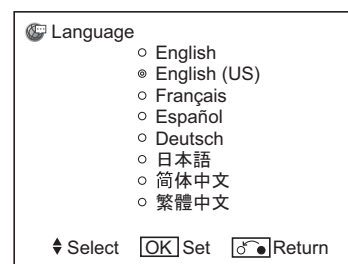 Language
English
English (US)
Français
Español
Deutsch
日本語
简体中文
繁體中文
Select OK Set Return